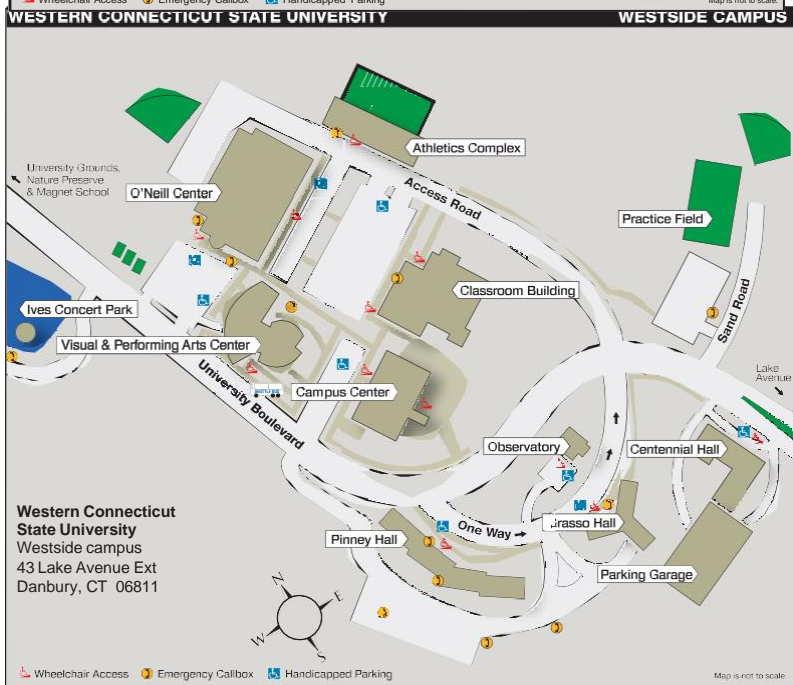 Wheelchair Access Emergency Callbox Handicapped Parking
Map is not to scale.
WESTERN CONNECTICUT STATE UNIVERSITY
WESTSIDE CAMPUS
Athletics Complex
University Grounds,
Nature Preserve
& Magnet School
O'Neill Center
Access Road
Practice Field
Classroom Building
Ives Concert Park
Sand Road
Visual & Performing Arts Center
Lake
Avenue
SHUTTLE BUS
Campus Center
University Boulevard
Observatory
Centennial Hall
Western Connecticut
State University
Westside campus
43 Lake Avenue Ext
Danbury, CT 06811
One Way
Grasso Hall
Pinney Hall
Parking Garage
N
E
W
S
Wheelchair Access Emergency Callbox Handicapped Parking
Map is not to scale